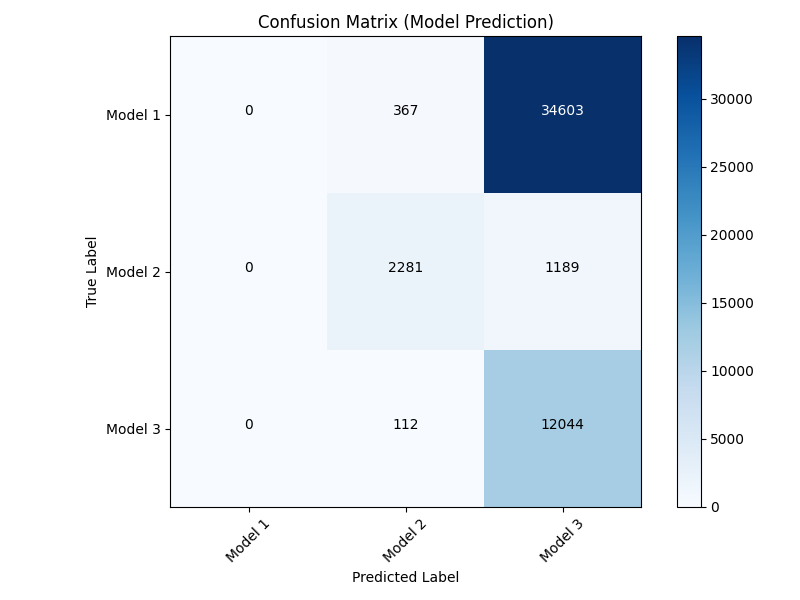 Confusion Matrix (Model Prediction)
True Label
Model 1
0 367 34603
Model 2
0 2281 1189
Model 3
0 112 12044
Model 1 Model 2 Model 3
Predicted Label
30000
25000
20000
15000
10000
5000
0